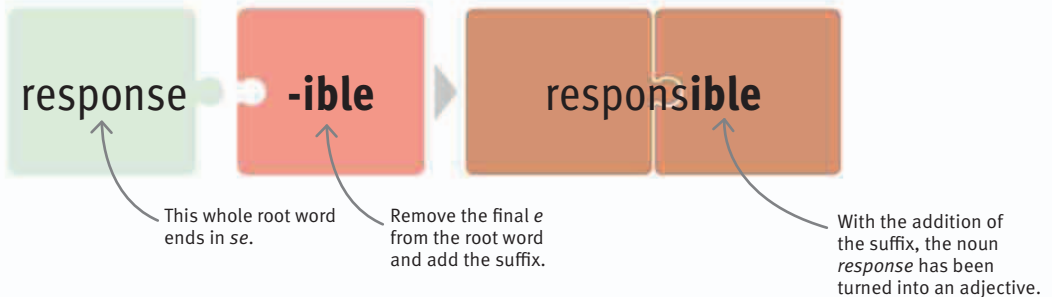 response -ible responsible
This whole root word
ends in se.
Remove the final e
from the root word
and add the suffix.
With the addition of
the suffix, the noun
response has been
turned into an adjective.